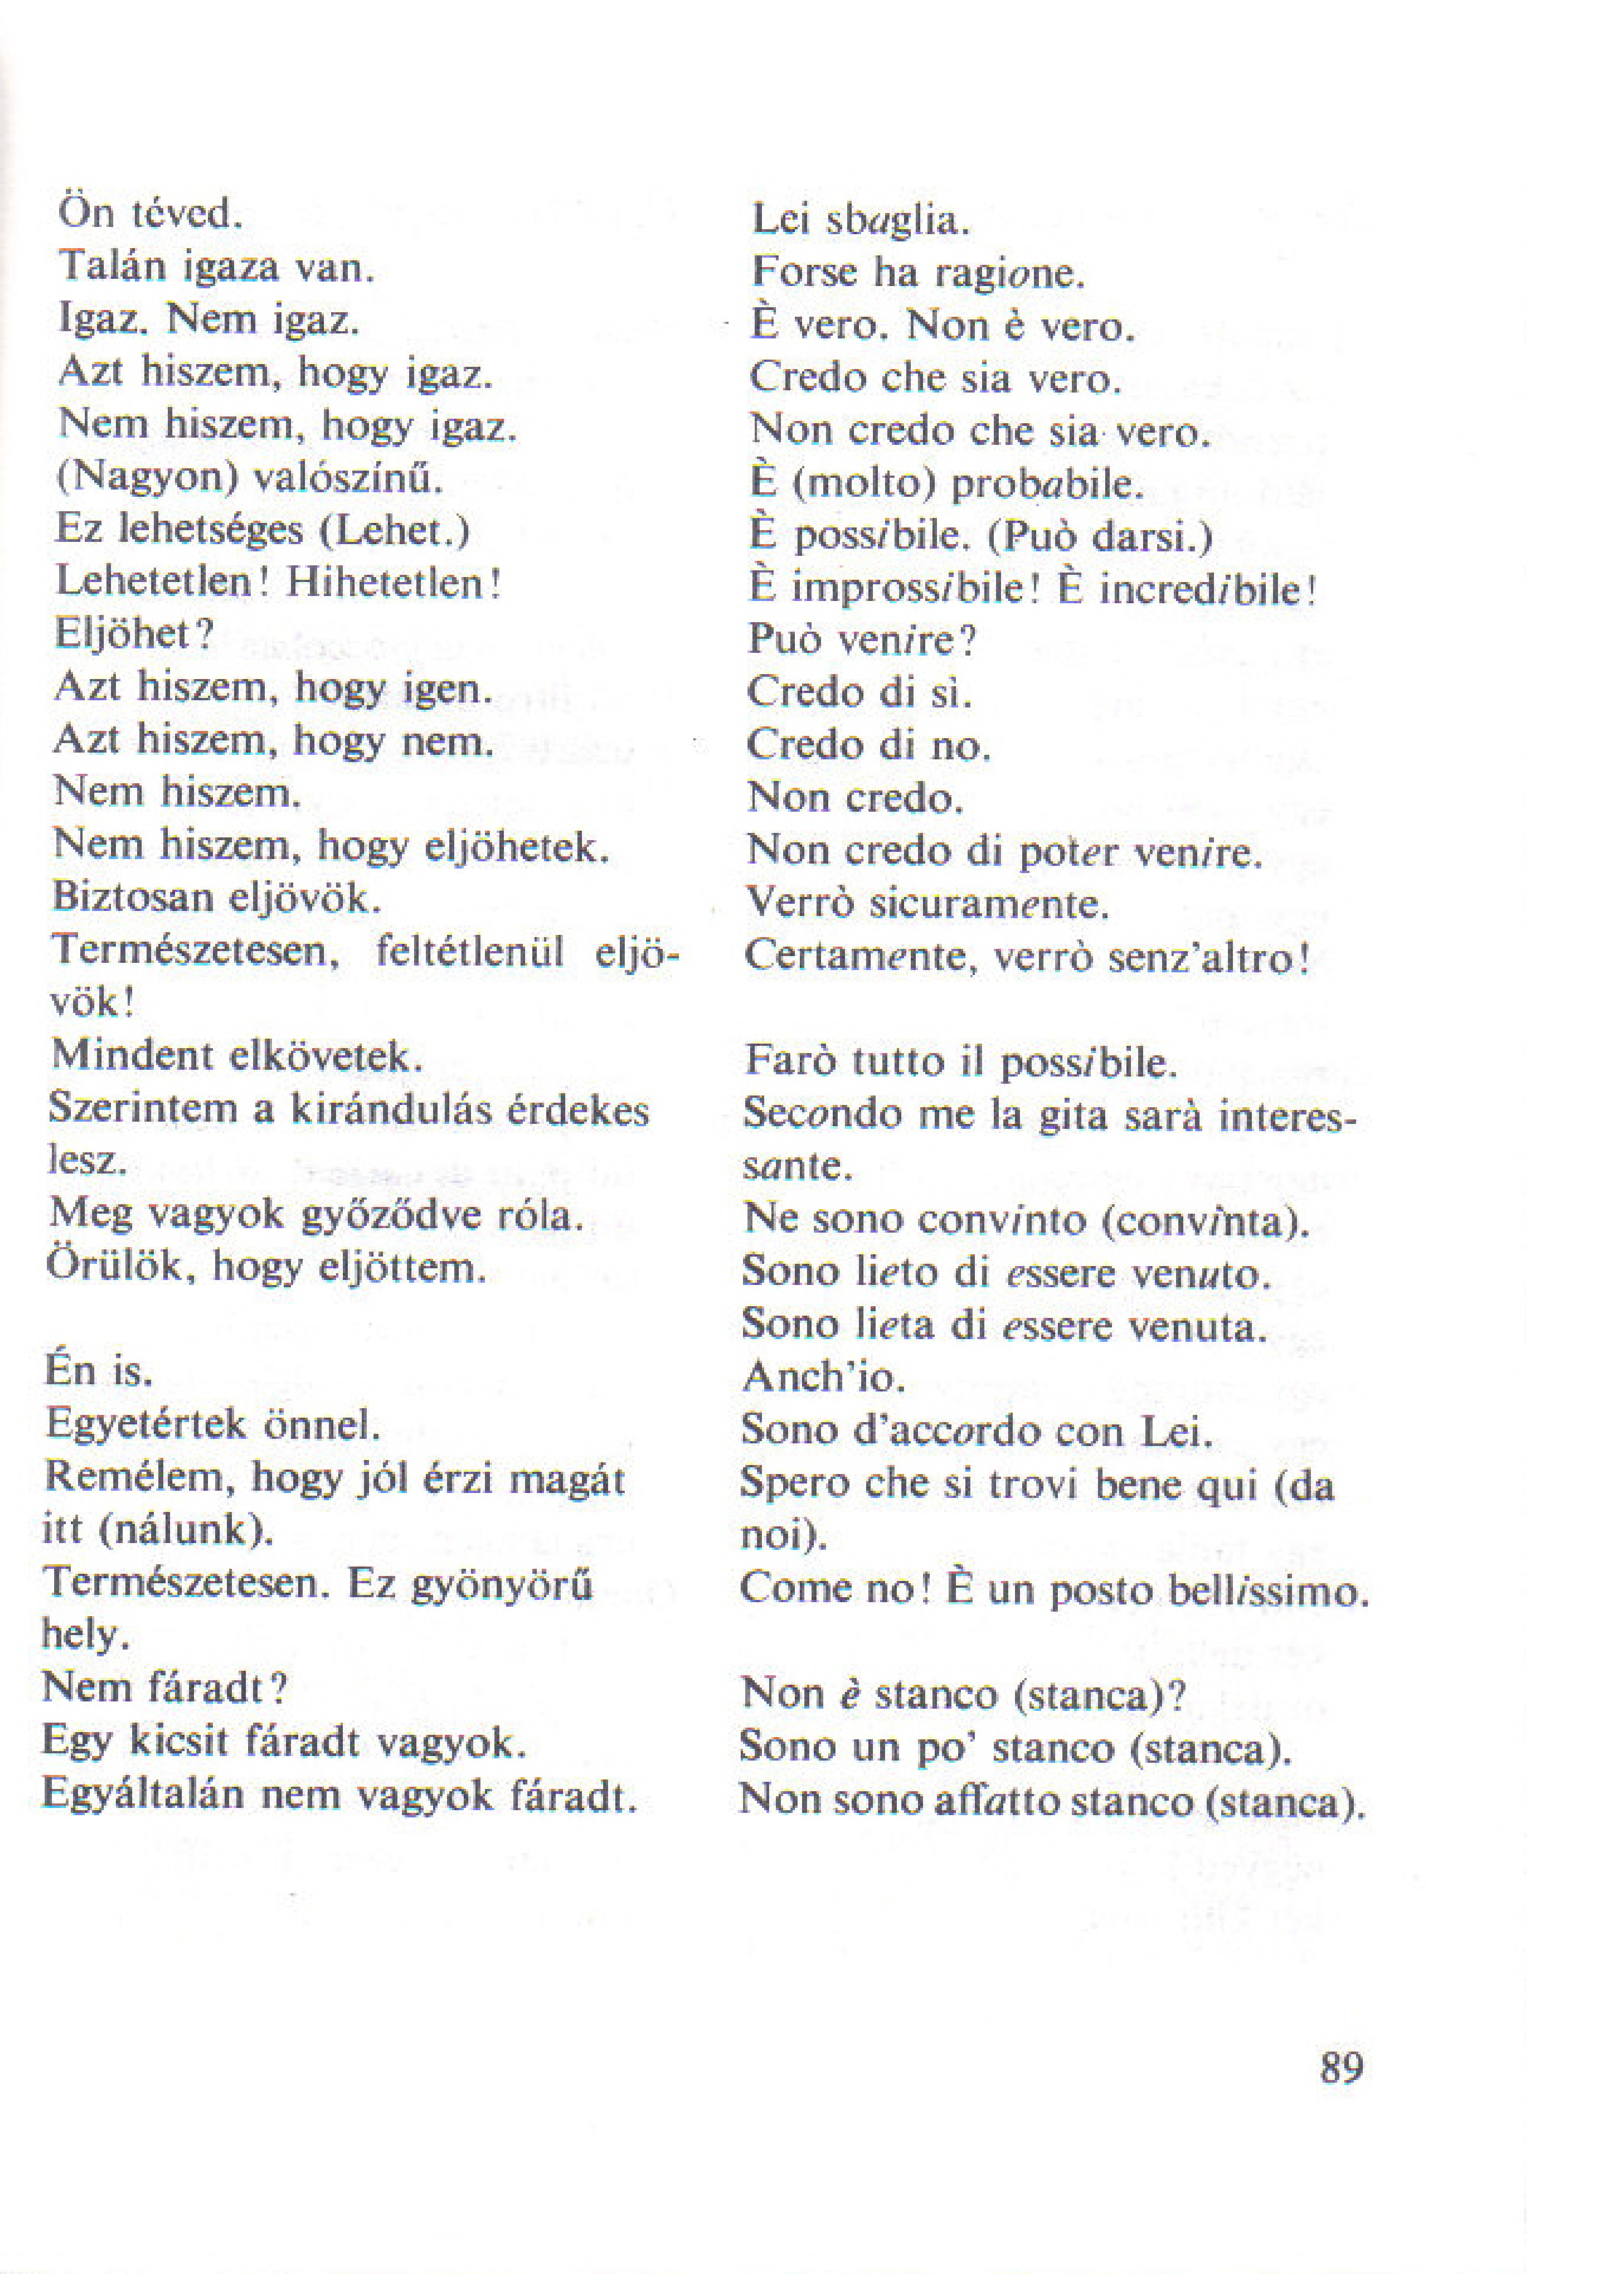 Ön téved.
Talán igaza van.
Igaz. Nem igaz.
Azt hiszem, hogy igaz.
Nem hiszem, hogy igaz.
(Nagyon) valószínű.
Ez lehetséges (Lehet.)
Lehetetlen! Hihetetlen!
Eljöhet?
Azt hiszem, hogy igen.
Azt hiszem, hogy nem.
Nem hiszem.
Nem hiszem, hogy eljöhetek.
Biztosan eljövök.
Természetesen, feltétlenül eljö-
vök!
Mindent elkövetek.
Szerintem a kirándulás érdekes
lesz.
Meg vagyok győződve róla.
Örülök, hogy eljöttem.
Én is.
Egyetértek önnel.
Remélem, hogy jól érzi magát
itt (nálunk).
Természetesen. Ez gyönyörű
hely.
Nem fáradt?
Egy kicsit fáradt vagyok.
Egyáltalán nem vagyok fáradt.
Lei sbaglia.
Forse ha ragione.
È vero. Non è vero.
Credo che sia vero.
Non credo che sia vero.
È (molto) probabile.
È possibile. (Può darsi.)
È improssibile! È incredibile!
Può venire?
Credo di sì.
Credo di no.
Non credo.
Non credo di poter venire.
Verrò sicuramente.
Certamente, verrò senz'altro!
Farò tutto il possibile.
Secondo me la gita sarà interes-
sante.
Ne sono convinto (convinta).
Sono lieto di essere venuto.
Sono lieta di essere venuta.
Anch'io.
Sono d'accordo con Lei.
Spero che si trovi bene qui (da
noi).
Come no! È un posto bellissimo.
Non è stanco (stanca)?
Sono un po' stanco (stanca).
Non sono affatto stanco (stanca).
89